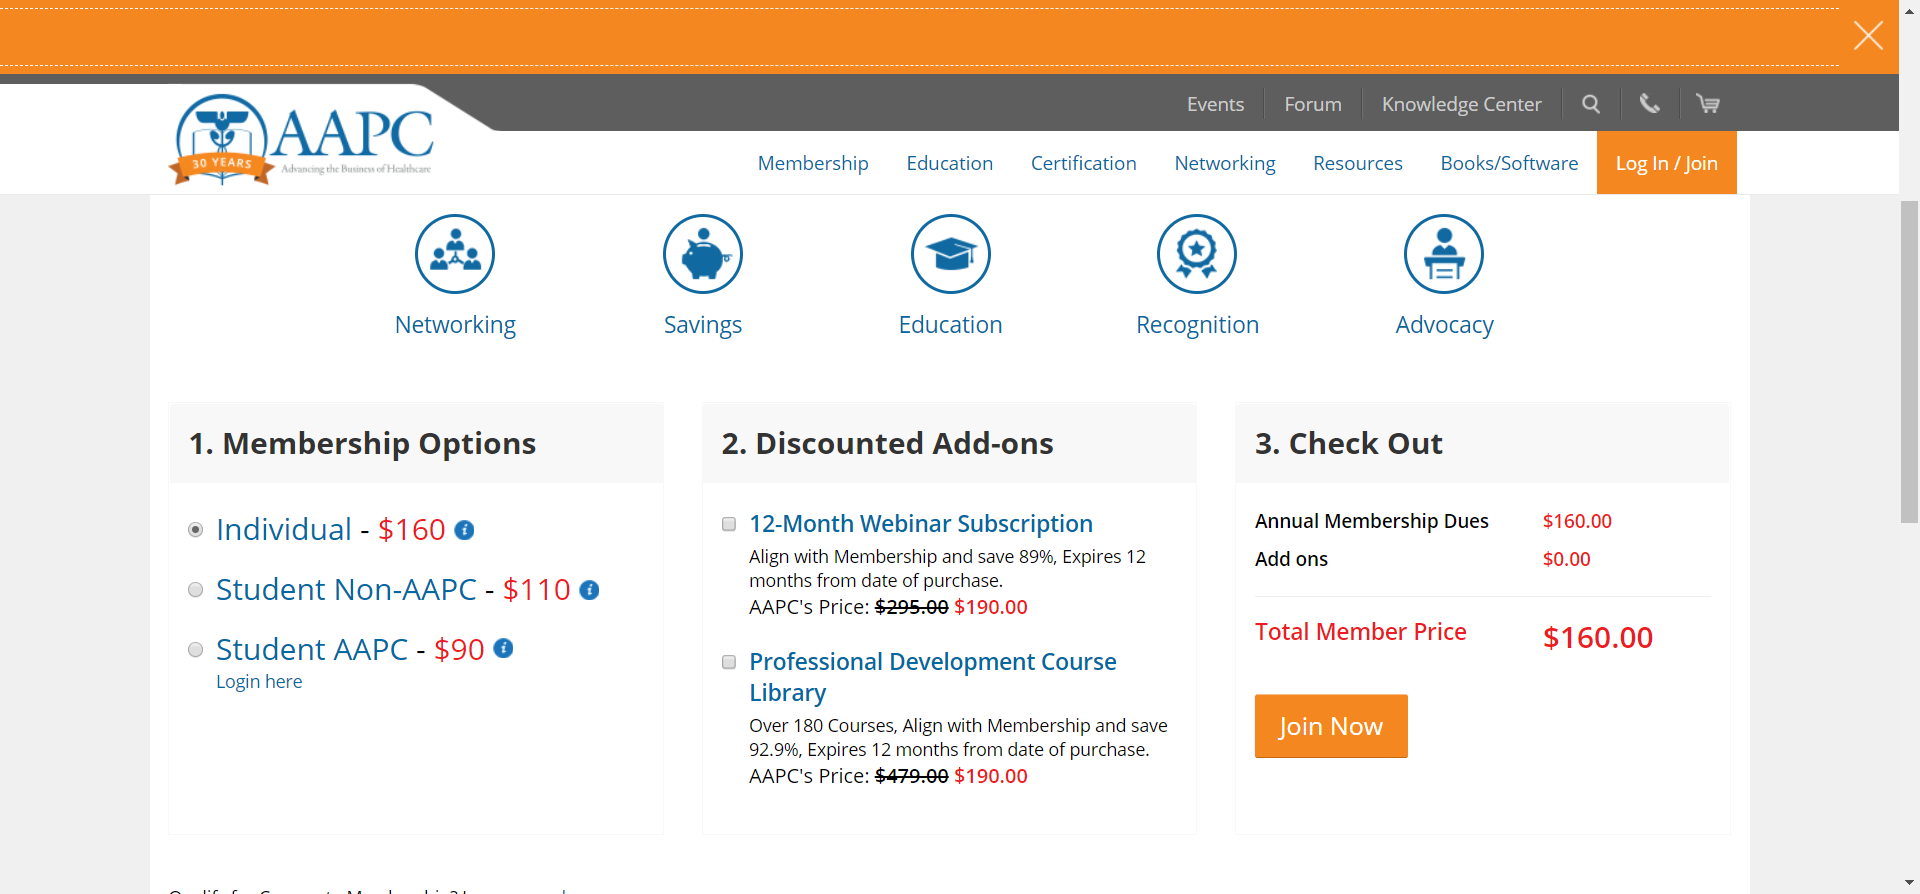 Events
Forum
Knowledge Center
30 YEARS
AAPC
Advancing the Business of Healthcare
Membership
Education
Certification
Networking
Resources
Books/Software
Log In / Join
Networking
Savings
Education
Recognition
Advocacy
1. Membership Options
Individual - $160
Student Non-AAPC - $110
Student AAPC - $90
Login here
2. Discounted Add-ons
12-Month Webinar Subscription
Align with Membership and save 89%, Expires 12
months from date of purchase.
AAPC's Price: $295.00 $190.00
Professional Development Course
Library
Over 180 Courses, Align with Membership and save
92.9%, Expires 12 months from date of purchase.
AAPC's Price: $479.00 $190.00
3. Check Out
Annual Membership Dues $160.00
Add ons $0.00
Total Member Price $160.00
Join Now